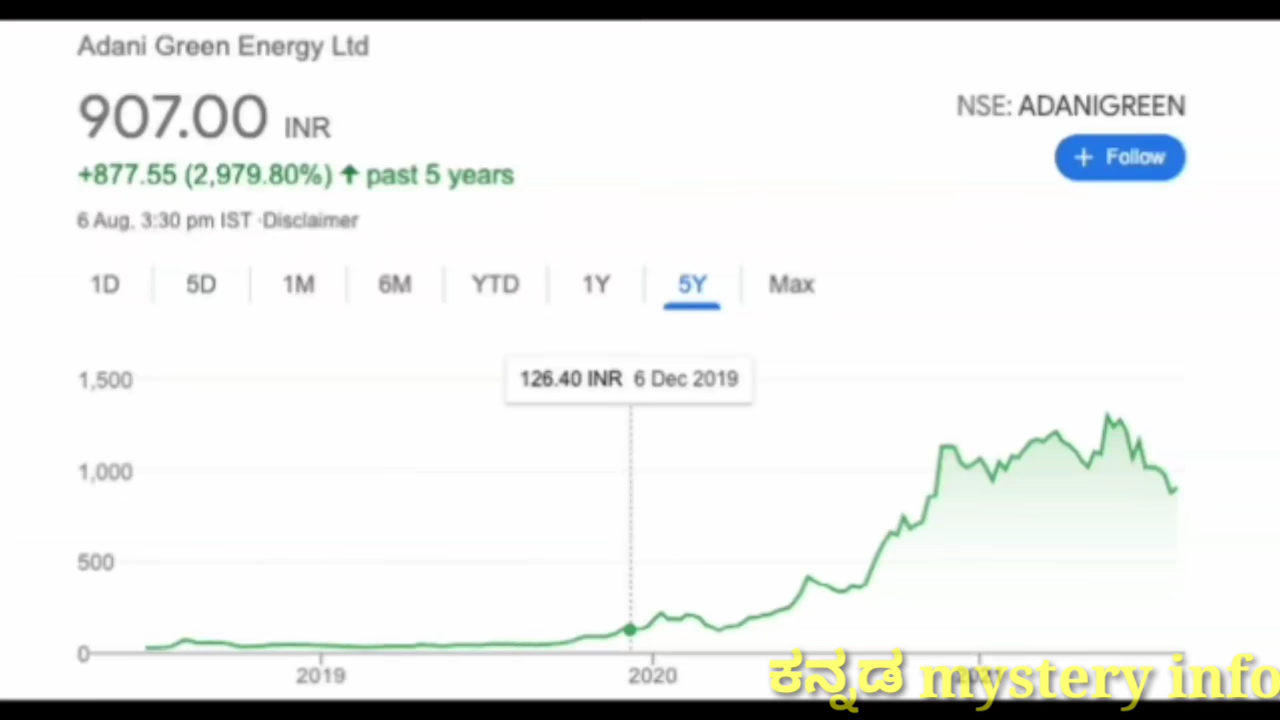 Adani Green Energy Ltd
907.00 INR
NSE: ADANIGREEN
+ Follow
+877.55 (2,979.80%) ↑ past 5 years
6 Aug, 3:30 pm IST ·Disclaimer
1D 5D 1M 6M YTD 1Y 5Y Max
126.40 INR 6 Dec 2019
1,500
1,000
500
0
2019 2020 2021
ಕನ್ನಡ mystery info